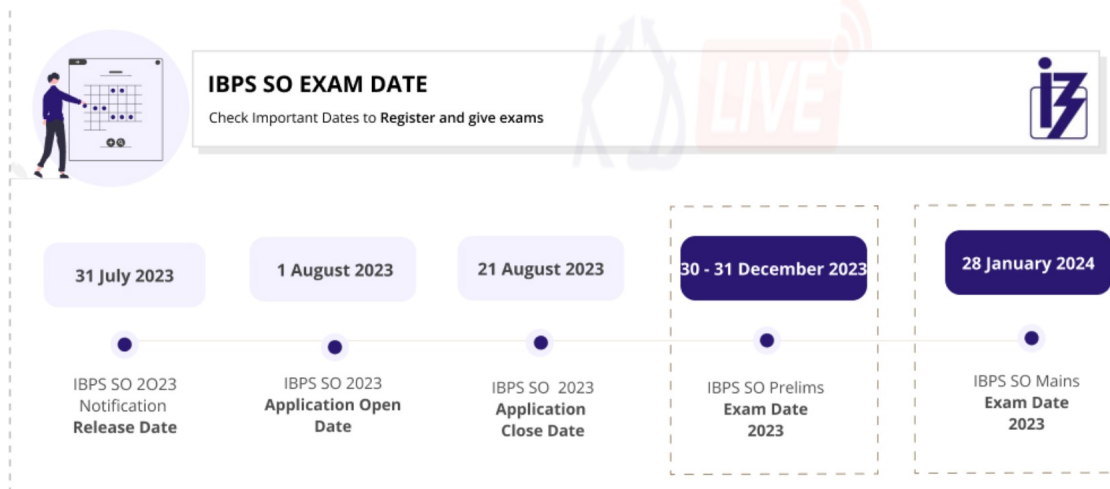 LIVE
IBPS SO EXAM DATE
Check Important Dates to Register and give exams
31 July 2023
1 August 2023
21 August 2023
30 - 31 December 2023
28 January 2024
IBPS SO 2O23
Notification
Release Date
IBPS SO 2023
Application Open
Date
IBPS SO 2023
Application
Close Date
IBPS SO Prelims
Exam Date
2023
IBPS SO Mains
Exam Date
2023